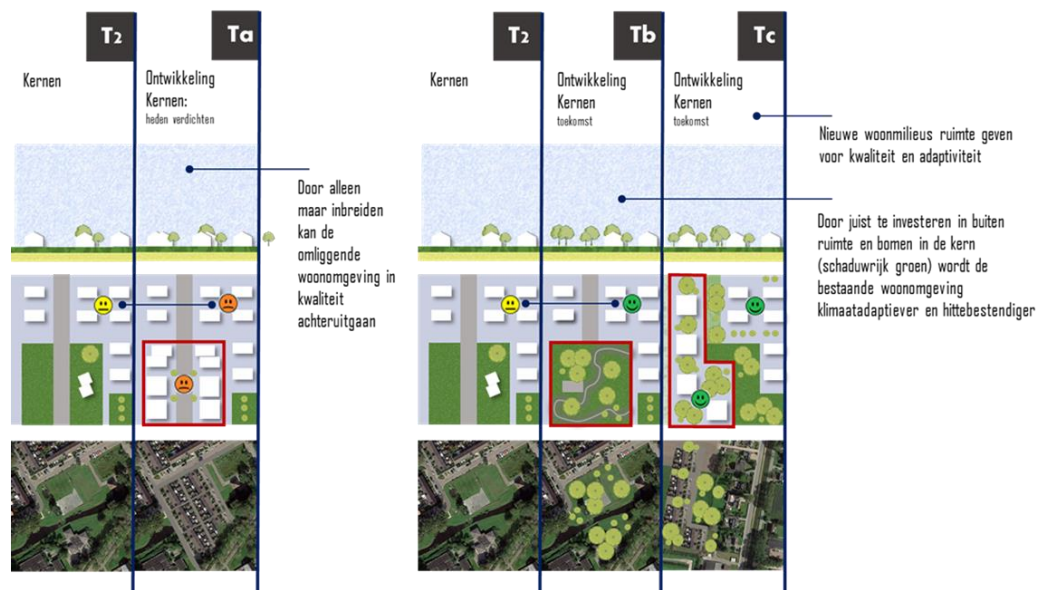 T2
Ta
Kernen
Ontwikkeling
Kernen:
heden verdichten
Door alleen
maar inbreiden
kan de
omliggende
woonomgeving in
kwaliteit
achteruitgaan
T2
Tb
Tc
Kernen
Ontwikkeling
Kernen
toekomst
Ontwikkeling
Kernen
toekomst
Nieuwe woonmilieus ruimte geven
voor kwaliteit en adaptiviteit
Door juist te investeren in buiten
ruimte en bomen in de kern
(schaduwrijk groen) wordt de
bestaande woonomgeving
klimaatadaptiever en hittebestendiger